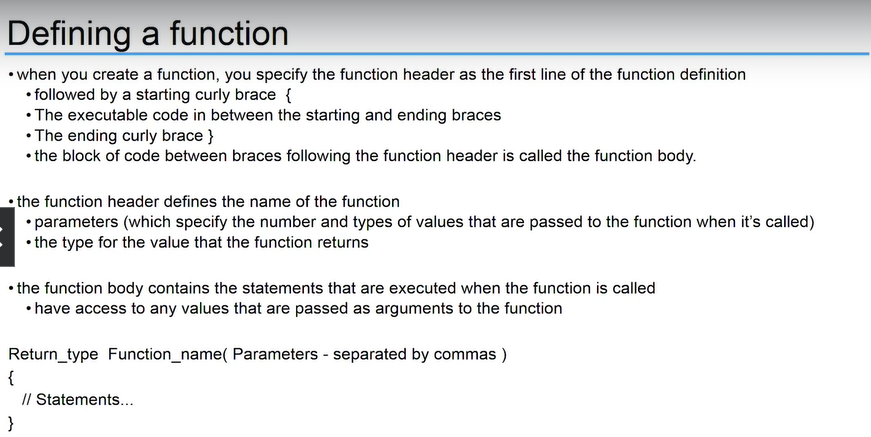 Defining a function
•when you create a function, you specify the function header as the first line of the function definition
•followed by a starting curly brace {
•The executable code in between the starting and ending braces
•The ending curly brace }
•the block of code between braces following the function header is called the function body.
•the function header defines the name of the function
•parameters (which specify the number and types of values that are passed to the function when it’s called)
•the type for the value that the function returns
•the function body contains the statements that are executed when the function is called
•have access to any values that are passed as arguments to the function
Return_type Function_name( Parameters - separated by commas )
{
// Statements...
}